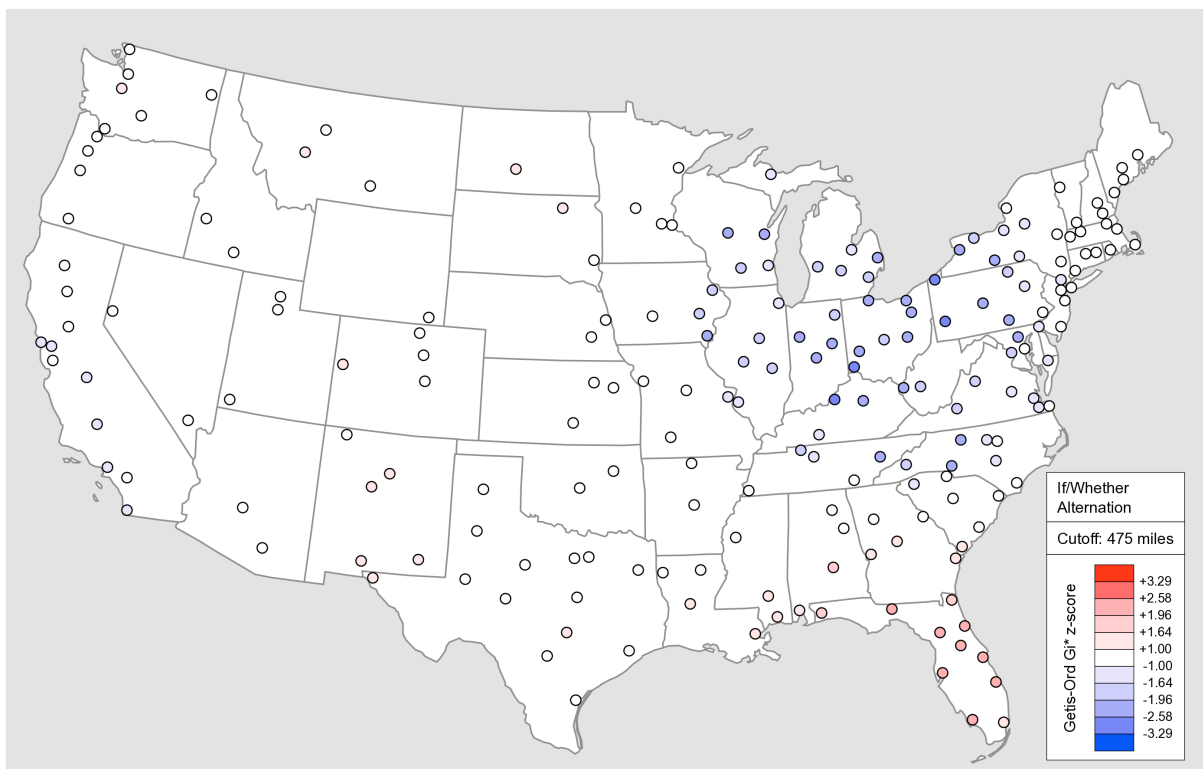 If/Whether
Alternation
Cutoff: 475 miles
Getis-Ord Gi* z-score
+3.29
+2.58
+1.96
+1.64
+1.00
-1.00
-1.64
-1.96
-2.58
-3.29